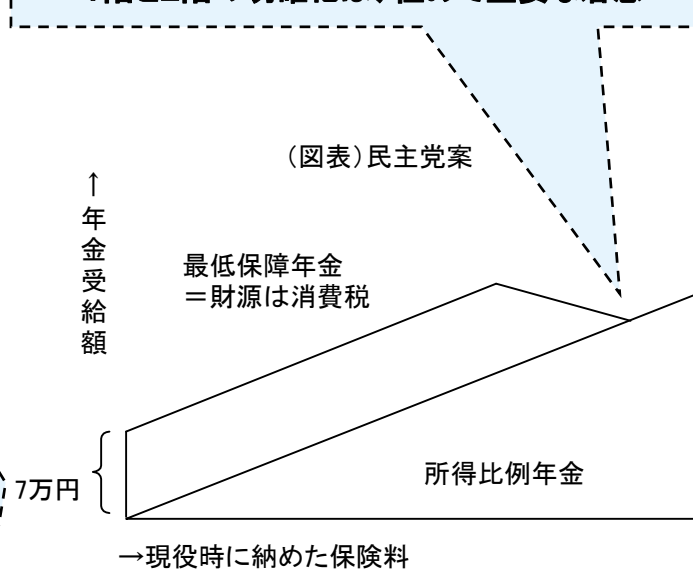 (図表)民主党案
↑年金受給額
最低保障年金
=財源は消費税
7万円
所得比例年金
→現役時に納めた保険料